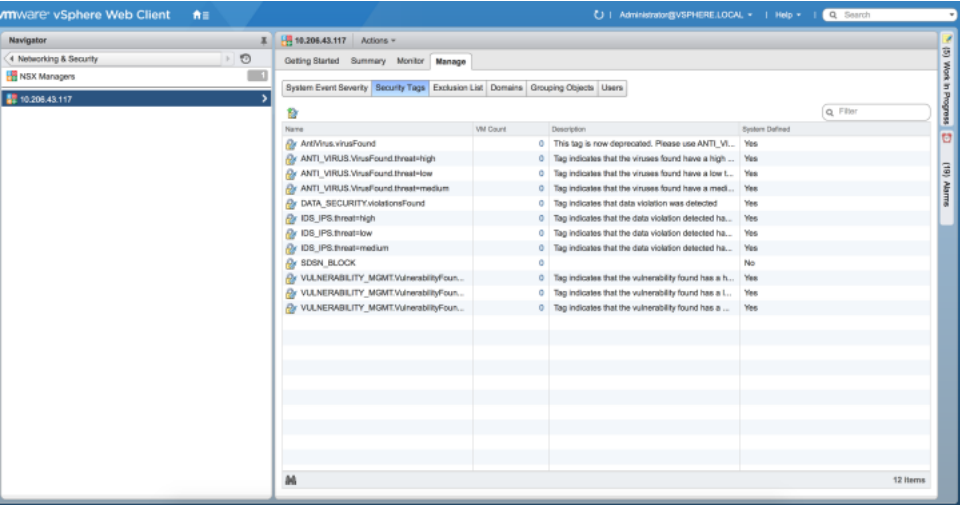 vmware® vSphere Web Client
Administrator@VSPHERE.LOCAL
Help
Search
Navigator
Networking & Security
NSX Managers 1
10.206.43.117
10.206.43.117 Actions
Getting Started Summary Monitor Manage
System Event Severity Security Tags Exclusion List Domains Grouping Objects Users
Filter
Name VM Count Description System Defined
AntiVirus.virusFound 0 This tag is now deprecated. Please use ANTI_VI... Yes
ANTI_VIRUS.VirusFound.threat=high 0 Tag indicates that the viruses found have a high ... Yes
ANTI_VIRUS.VirusFound.threat=low 0 Tag indicates that the viruses found have a low t... Yes
ANTI_VIRUS.VirusFound.threat=medium 0 Tag indicates that the viruses found have a medi... Yes
DATA_SECURITY.violationsFound 0 Tag indicates that data violation was detected Yes
IDS_IPS.threat=high 0 Tag indicates that the data violation detected ha... Yes
IDS_IPS.threat=low 0 Tag indicates that the data violation detected ha... Yes
IDS_IPS.threat=medium 0 Tag indicates that the data violation detected ha... Yes
SDSN_BLOCK 0 No
VULNERABILITY_MGMT.VulnerabilityFoun... 0 Tag indicates that the vulnerability found has a h... Yes
VULNERABILITY_MGMT.VulnerabilityFoun... 0 Tag indicates that the vulnerability found has a l... Yes
VULNERABILITY_MGMT.VulnerabilityFoun... 0 Tag indicates that the vulnerability found has a ... Yes
12 items
(5) Work In Progress
(19) Alarms